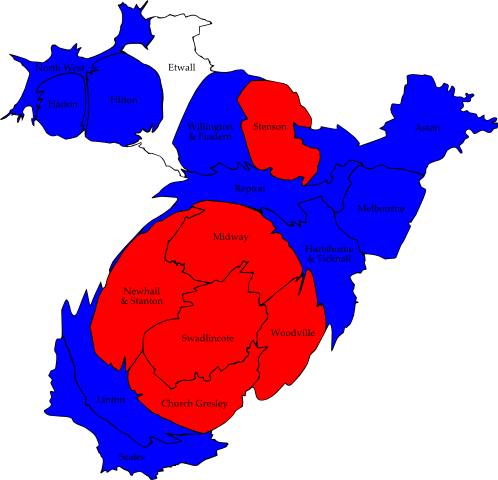 North West
Etwall
Hatton
Hilton
Willington
& Findern
Stenson
Aston
Repton
Melbourne
Midway
Hartshorne
& Ticknall
Newhall
& Stanton
Woodville
Swadlincote
Linton
Church Gresley
Seales